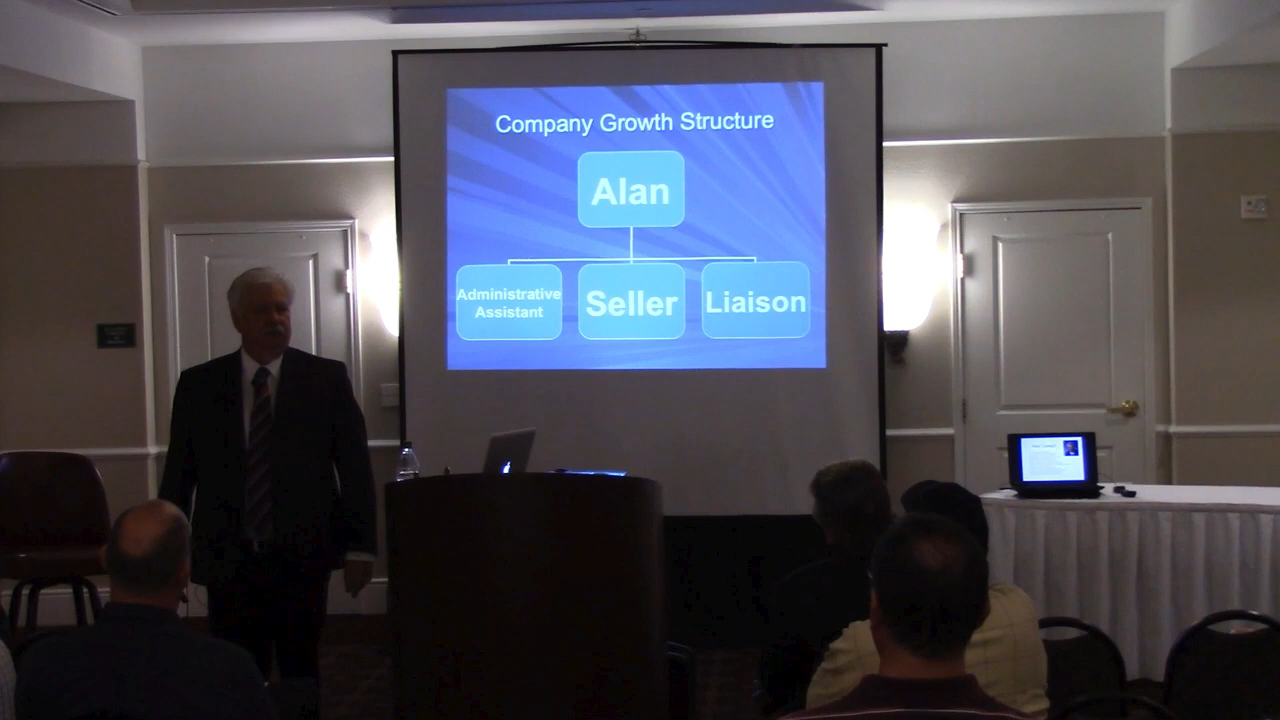 Company Growth Structure
Alan
Administrative
Assistant
Seller
Liaison